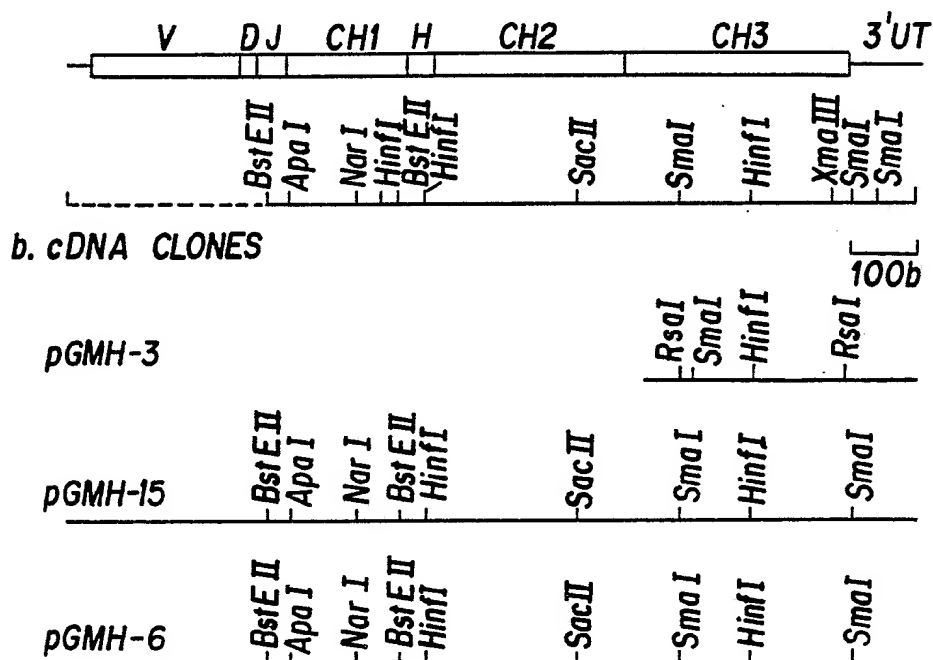 V D J CH1 H CH2 CH3 3'UT
BstEII ApaI NarI HinfI BstEII HinfI SacII SmaI HinfI XmaIII SmaI SmaI
b. cDNA CLONES
100b
RsaI SmaI HinfI RsaI
pGMH-3
BstEII ApaI NarI BstEII HinfI SacII SmaI HinfI SmaI
pGMH-15
BstEII ApaI NarI BstEII HinfI SacII SmaI HinfI SmaI
pGMH-6